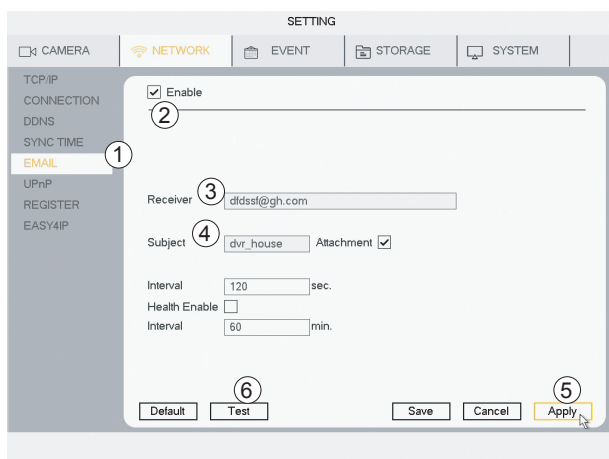 SETTING
CAMERA NETWORK EVENT STORAGE SYSTEM
TCP/IP
CONNECTION
DDNS
SYNC TIME
EMAIL
UPnP
REGISTER
EASY4IP
1
Enable
2
Receiver 3 dfdssf@gh.com
Subject 4 dvr_house Attachment
Interval 120 sec.
Health Enable
Interval 60 min.
6 5
Default Test Save Cancel Apply